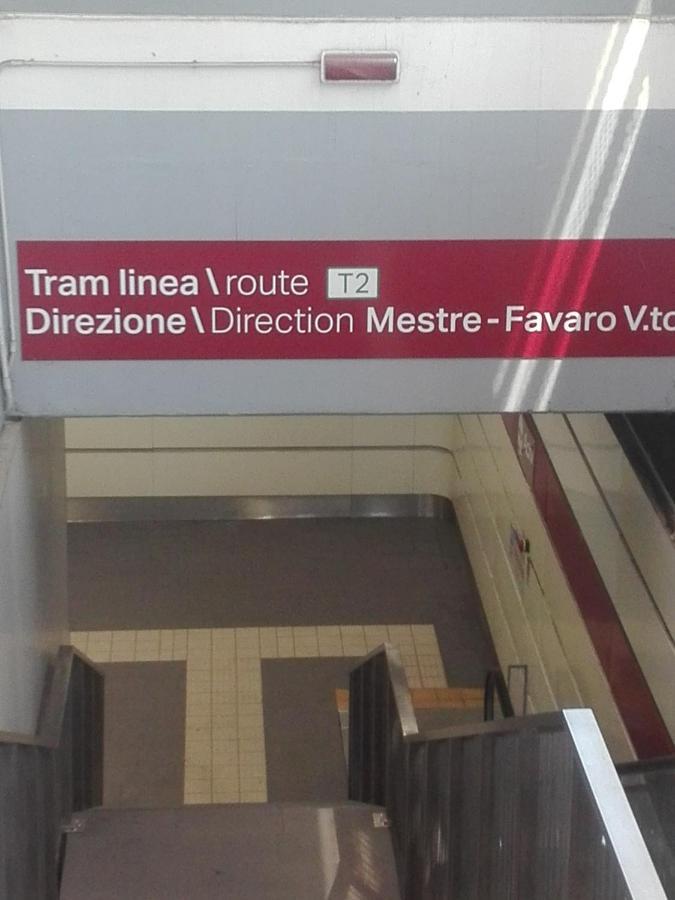 Tram linea \ route T2
Direzione \ Direction Mestre - Favaro V.to